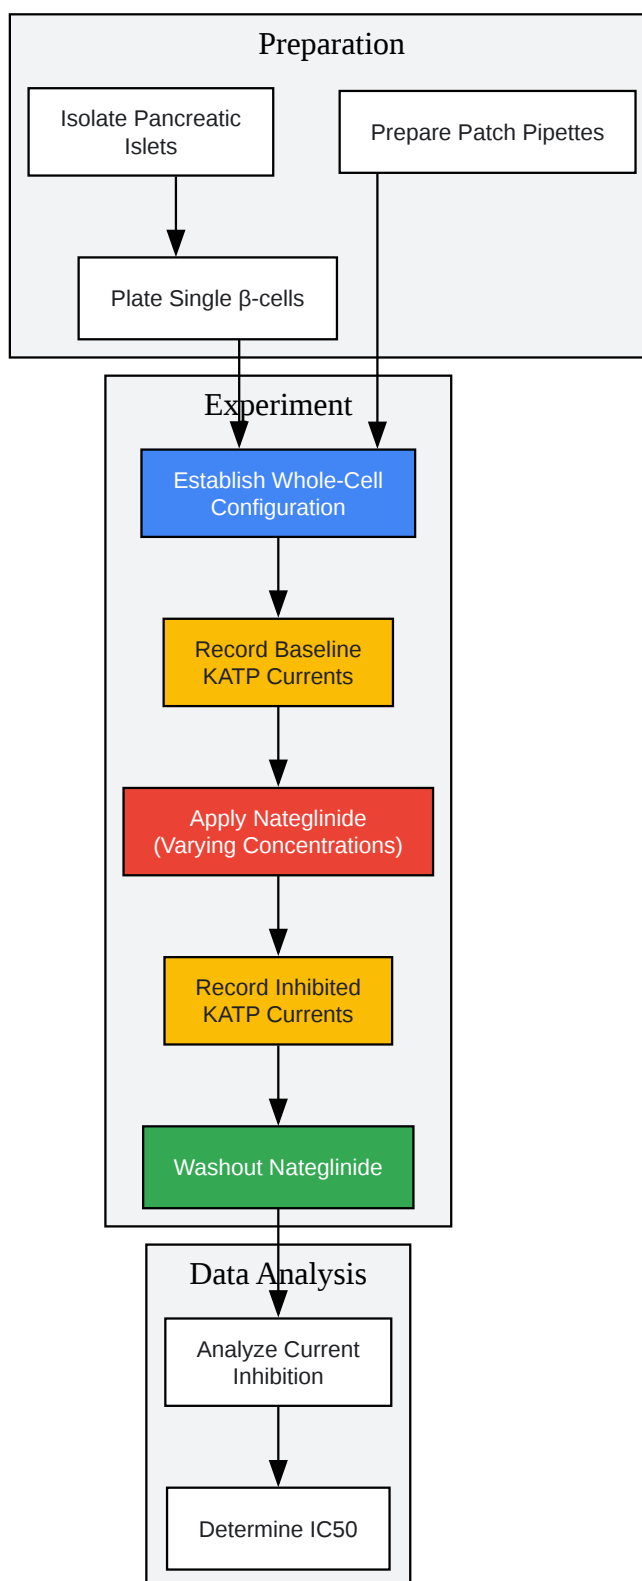 Preparation
Isolate Pancreatic
Islets
Prepare Patch Pipettes
Plate Single β-cells
Experiment
Establish Whole-Cell
Configuration
Record Baseline
KATP Currents
Apply Nateglinide
(Varying Concentrations)
Record Inhibited
KATP Currents
Washout Nateglinide
Data Analysis
Analyze Current
Inhibition
Determine IC50